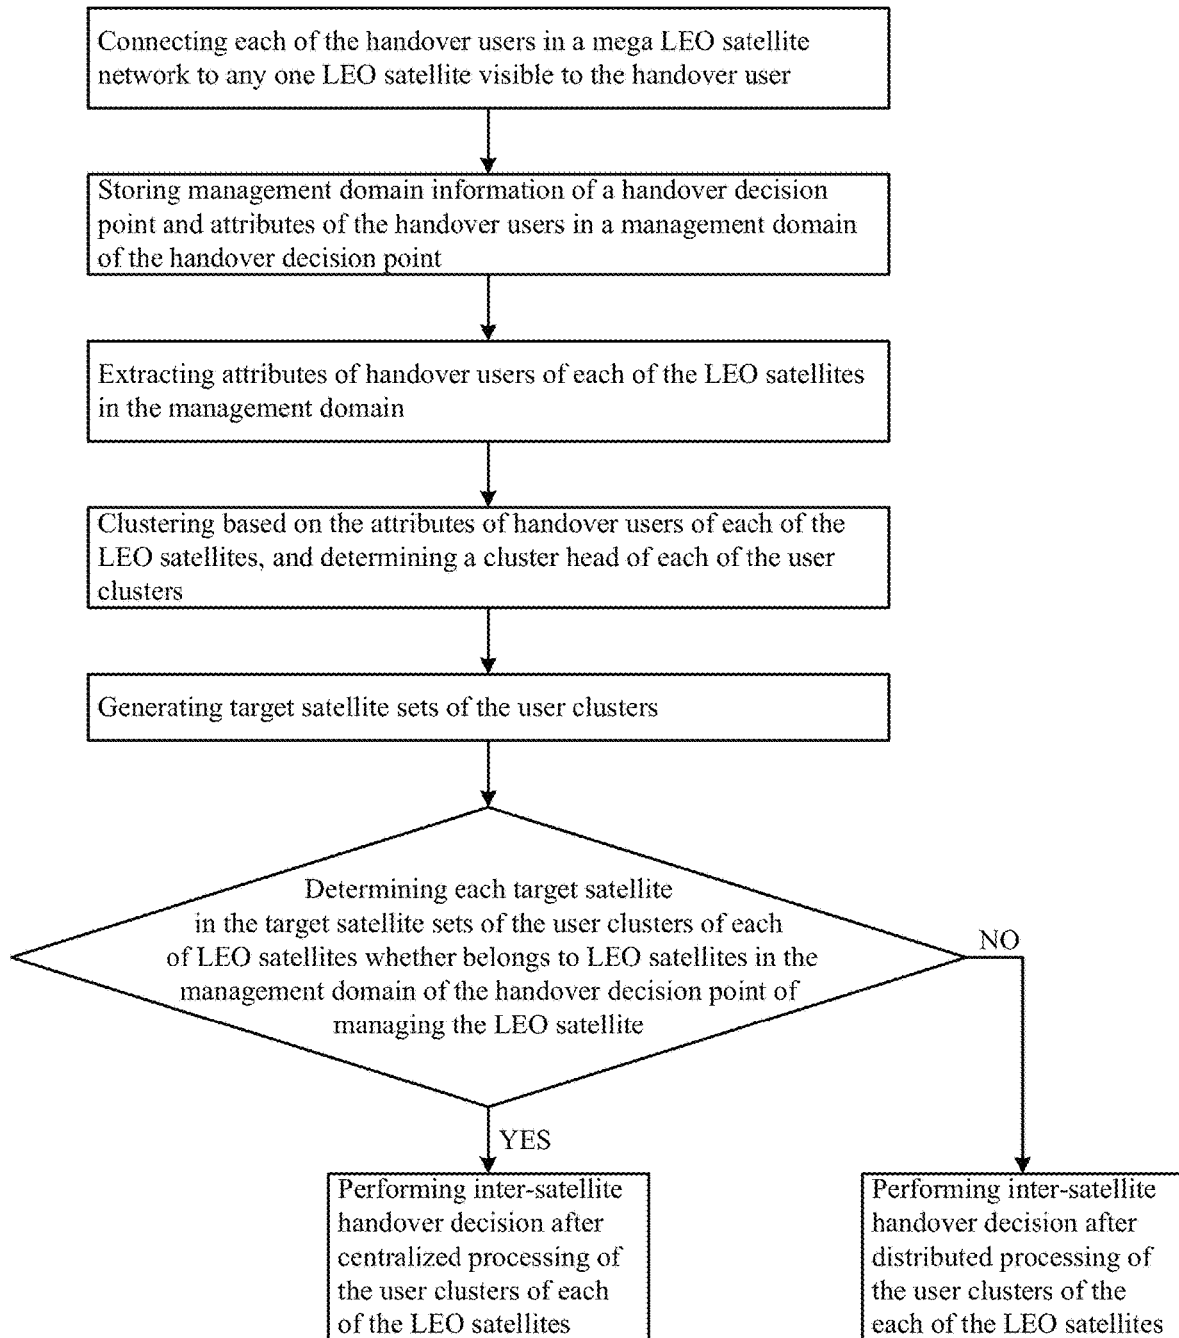 Connecting each of the handover users in a mega LEO satellite
network to any one LEO satellite visible to the handover user
Storing management domain information of a handover decision
point and attributes of the handover users in a management domain
of the handover decision point
Extracting attributes of handover users of each of the LEO satellites
in the management domain
Clustering based on the attributes of handover users of each of the
LEO satellites, and determining a cluster head of each of the user
clusters
Generating target satellite sets of the user clusters
Determining each target satellite
in the target satellite sets of the user clusters of each
of LEO satellites whether belongs to LEO satellites in the
management domain of the handover decision point of
managing the LEO satellite
NO
YES
Performing inter-satellite
handover decision after
centralized processing of
the user clusters of each
of the LEO satellites
Performing inter-satellite
handover decision after
distributed processing of
the user clusters of the
each of the LEO satellites